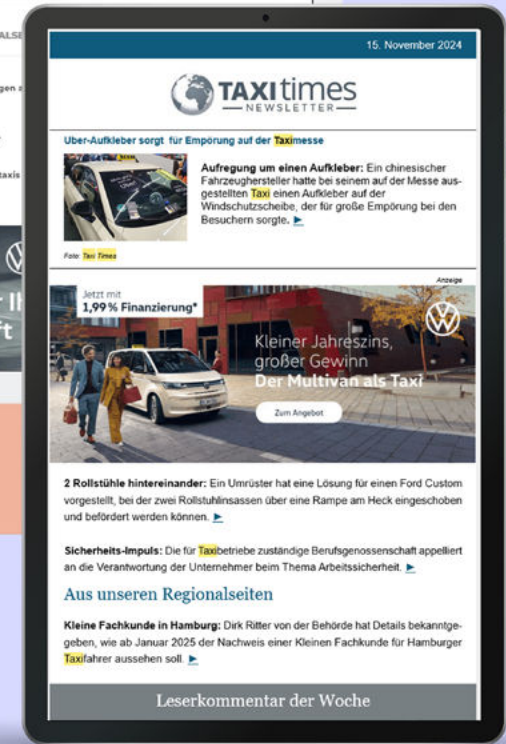 15. November 2024
TAXItimes
NEWSLETTER
Uber-Aufkleber sorgt für Empörung auf der Taximesse
Aufregung um einen Aufkleber: Ein chinesischer
Fahrzeughersteller hatte bei seinem auf der Messe aus-
gestellten Taxi einen Aufkleber auf der
Windschutzscheibe, der für große Empörung bei den
Besuchern sorgte. ►
Foto: Taxi Times
Anzeige
Jetzt mit
1,99% Finanzierung*
Kleiner Jahreszins,
großer Gewinn
Der Multivan als Taxi
Zum Angebot
2 Rollstühle hintereinander: Ein Umrüster hat eine Lösung für einen Ford Custom
vorgestellt, bei der zwei Rollstuhlinsassen über eine Rampe am Heck eingeschoben
und befördert werden können. ►
Sicherheits-Impuls: Die für Taxibetriebe zuständige Berufsgenossenschaft appelliert
an die Verantwortung der Unternehmer beim Thema Arbeitssicherheit. ►
Aus unseren Regionalseiten
Kleine Fachkunde in Hamburg: Dirk Ritter von der Behörde hat Details bekanntge-
geben, wie ab Januar 2025 der Nachweis einer Kleinen Fachkunde für Hamburger
Taxifahrer aussehen soll. ►
Leserkommentar der Woche